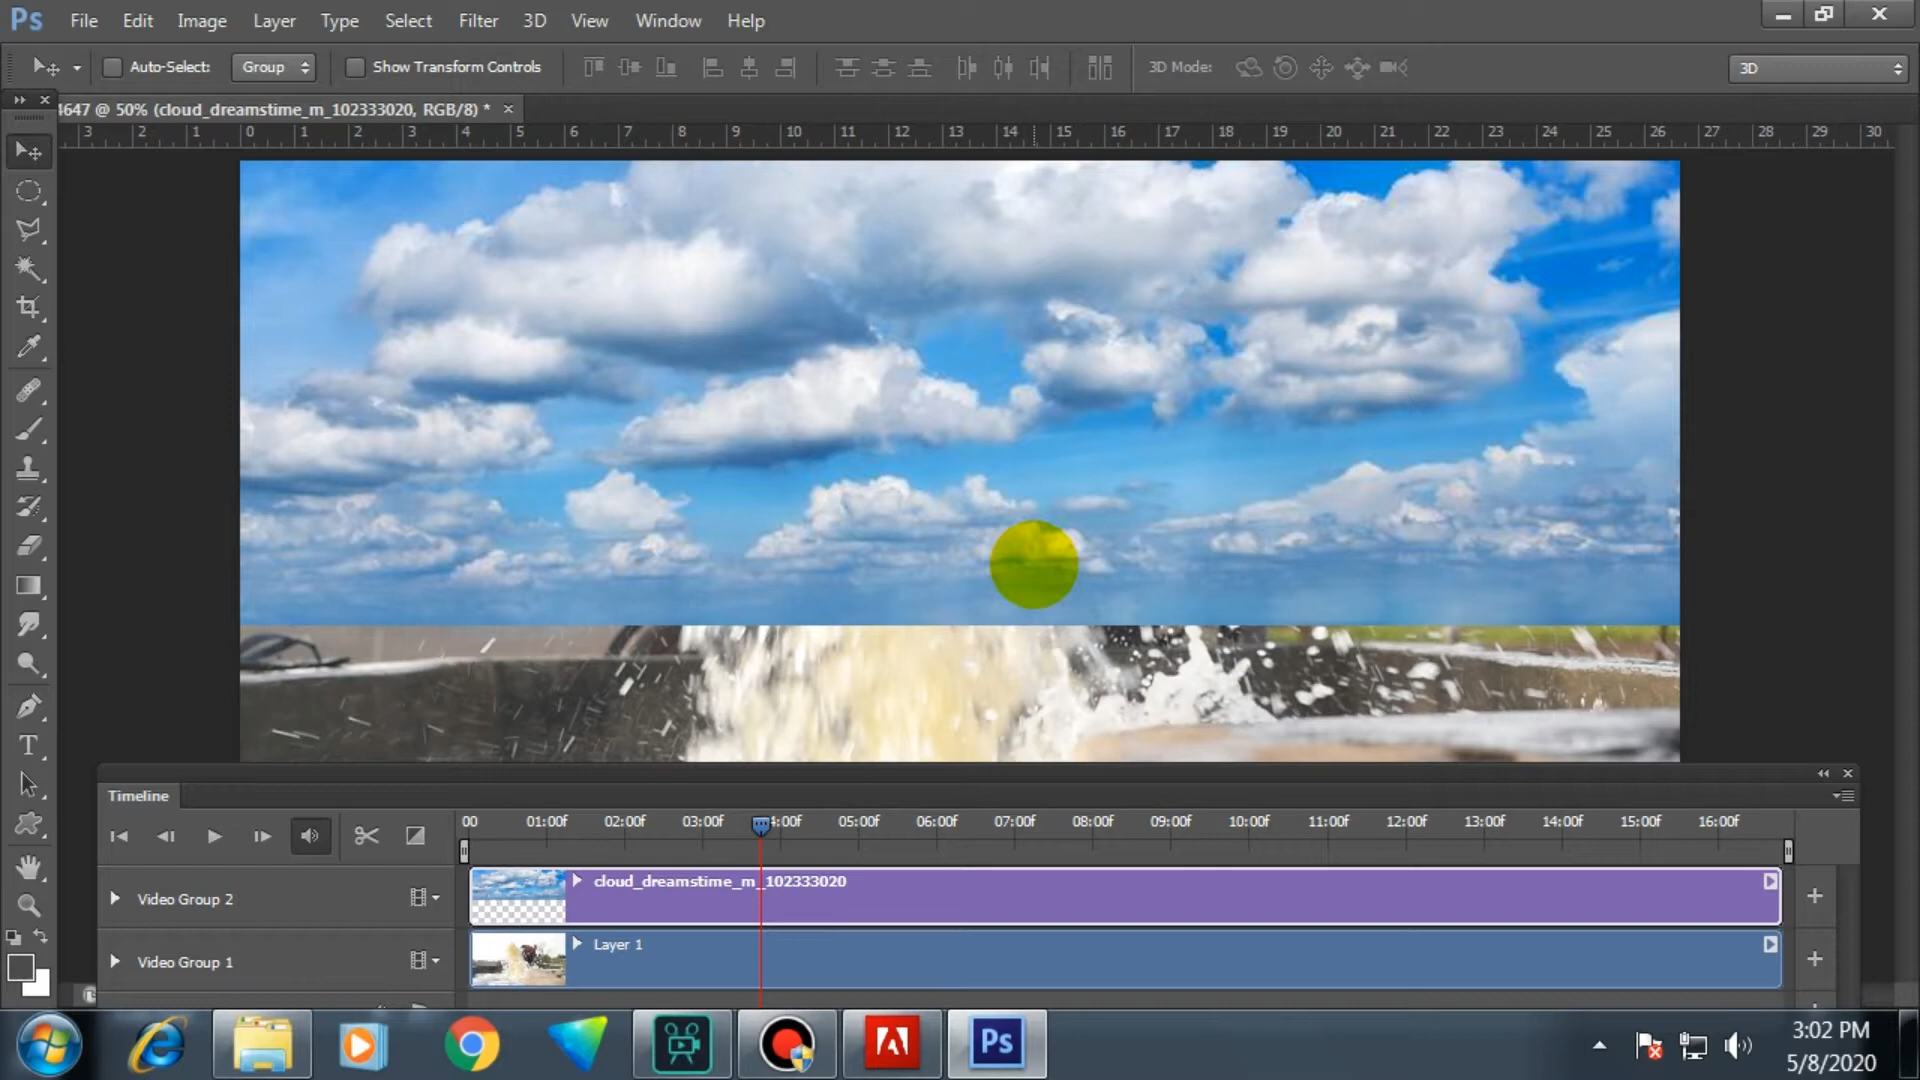 Ps File Edit Image Layer Type Select Filter 3D View Window Help
Auto-Select: Group Show Transform Controls 3D Mode: 3D
4647 @ 50% (cloud_dreamstime_m_102333020, RGB/8) *
3 2 1 0 1 2 3 4 5 6 7 8 9 10 11 12 13 14 15 16 17 18 19 20 21 22 23 24 25 26 27 28 29 30
T
Timeline
00 01:00f 02:00f 03:00f 4:00f 05:00f 06:00f 07:00f 08:00f 09:00f 10:00f 11:00f 12:00f 13:00f 14:00f 15:00f 16:00f
Video Group 2 cloud_dreamstime_m_102333020
Video Group 1 Layer 1
Ps
3:02 PM
5/8/2020